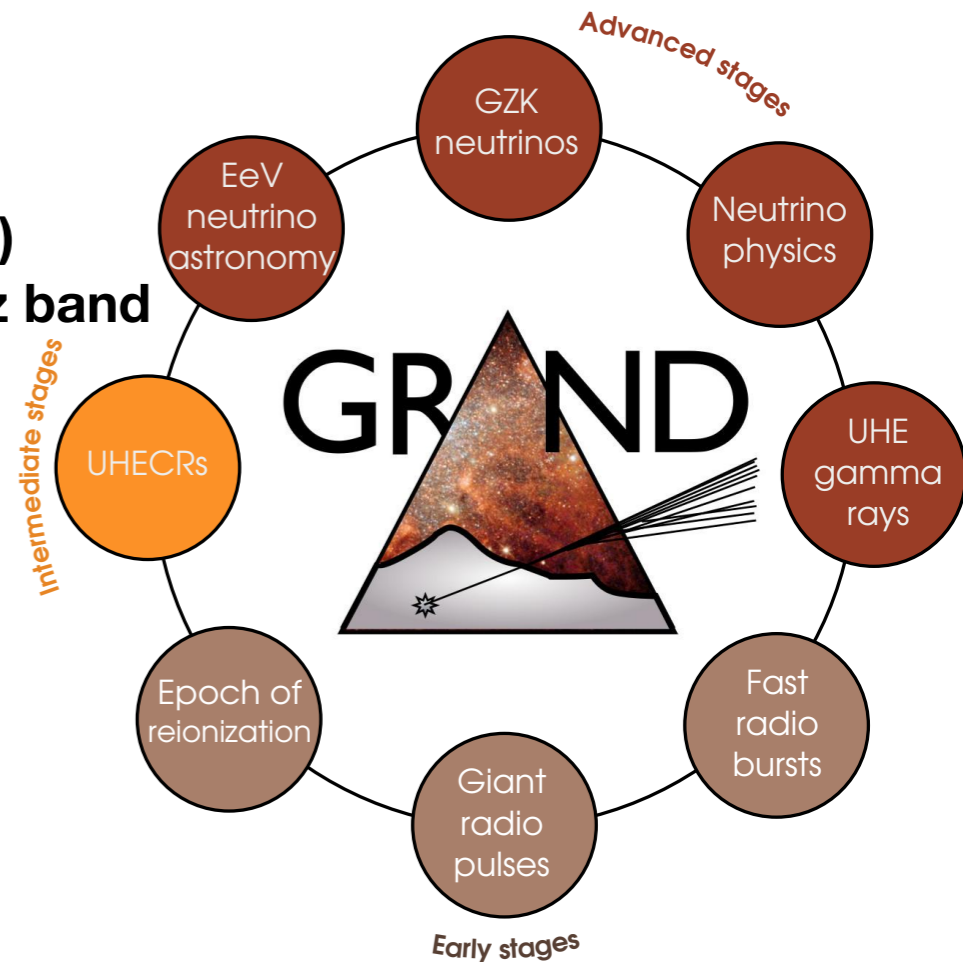 Advanced stages
GZK
neutrinos
EeV
neutrino
astronomy
Neutrino
physics
)
z band
GRAND
Intermediate stages
UHECRs
UHE
gamma
rays
Epoch of
reionization
Fast
radio
bursts
Giant
radio
pulses
Early stages